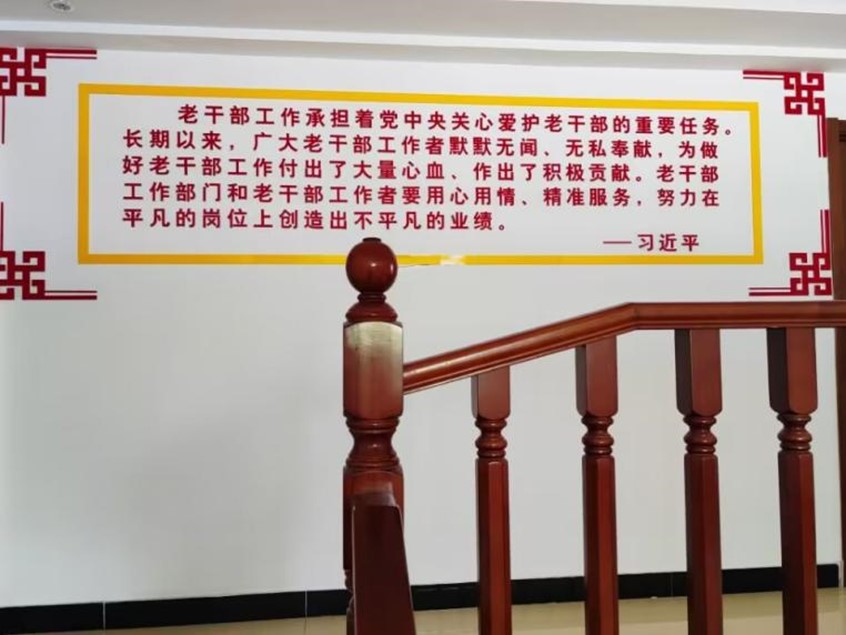 老干部工作承担着党中央关心爱护老干部的重要任务。
长期以来，广大老干部工作者默默无闻、无私奉献，为做
好老干部工作付出了大量心血、作出了积极贡献。老干部
工作部门和老干部工作者要用心用情、精准服务，努力在
平凡的岗位上创造出不平凡的业绩。
——习近平